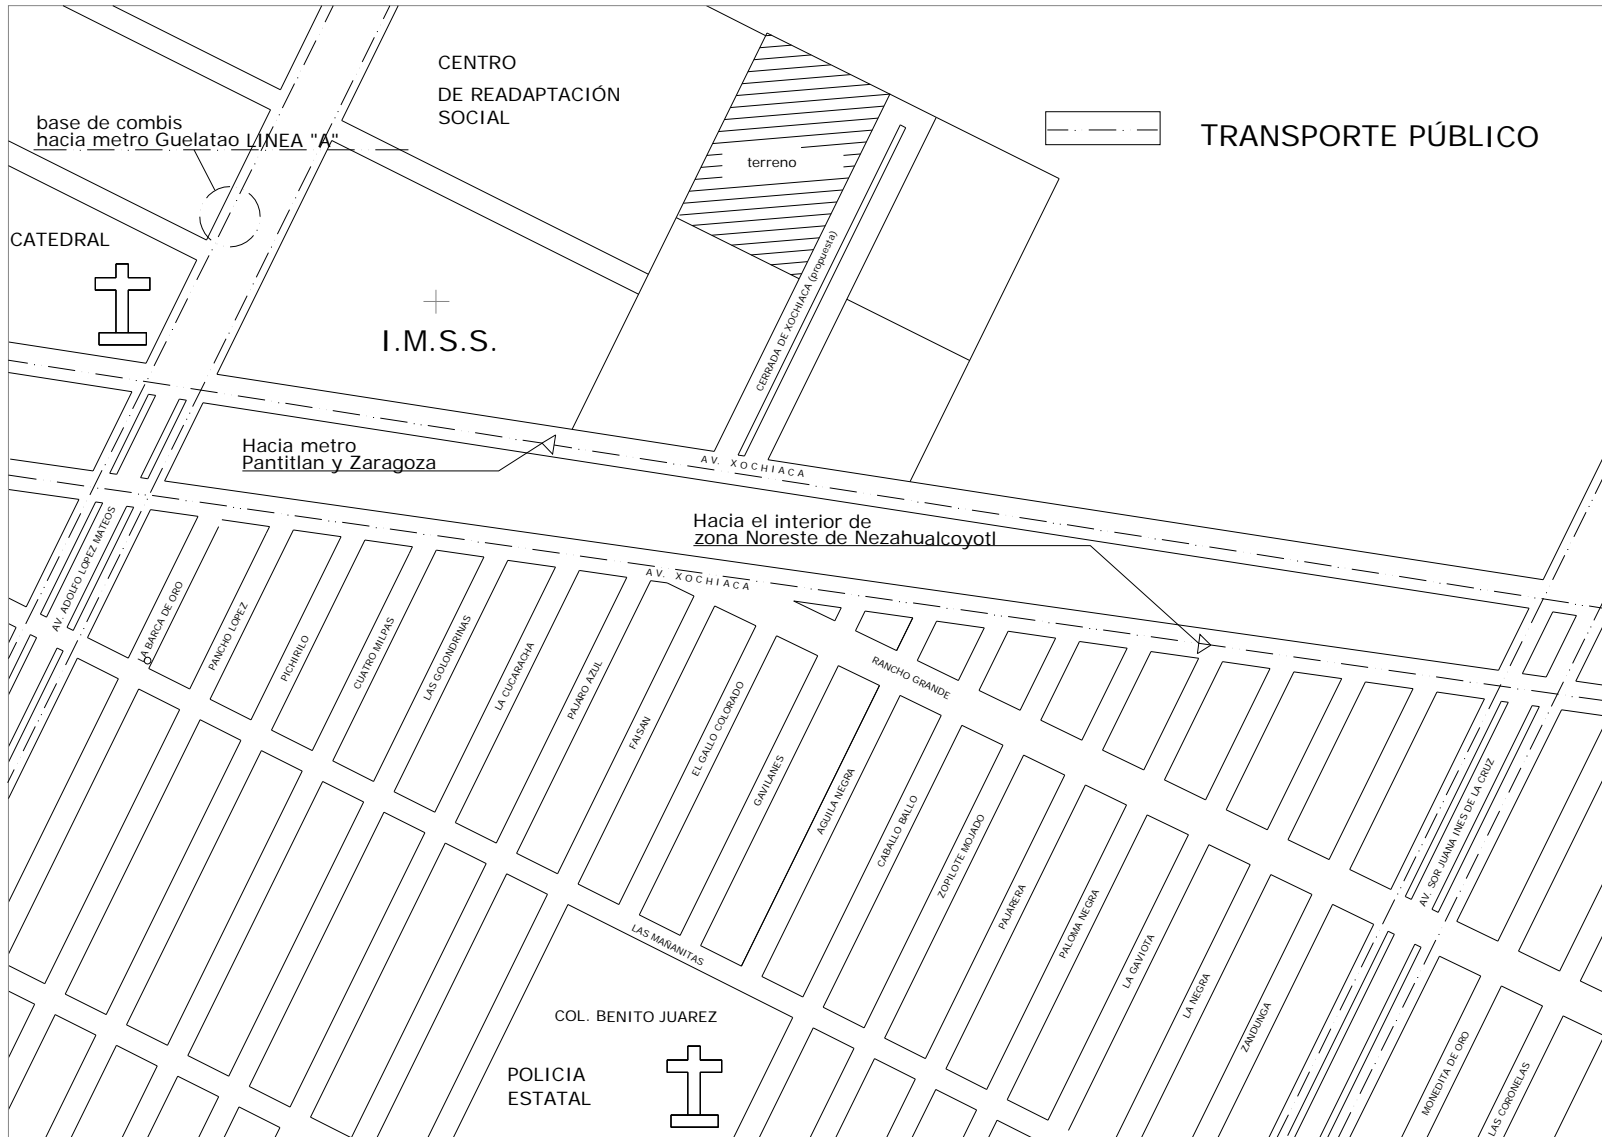 CENTRO
DE READAPTACIÓN
SOCIAL
base de combis
hacia metro Guelatao LINEA "A"
TRANSPORTE PÚBLICO
terreno
CATEDRAL
CERRADA DE XOCHIACA (propuesta)
I.M.S.S.
Hacia metro
Pantitlan y Zaragoza
AV. XOCHIACA
Hacia el interior de
zona Noreste de Nezahualcoyotl
AV. XOCHIACA
AV. ADOLFO LOPEZ MATEOS
LA BARCA DE ORO
PANCHO LOPEZ
PICHIRILO
CUATRO MILPAS
LAS GOLONDRINAS
LA CUCARACHA
PAJARO AZUL
FAISAN
EL GALLO COLORADO
GAVILANES
AGUILA NEGRA
CABALLO BALLO
ZOPILOTE MOJADO
PAJARERA
PALOMA NEGRA
LA GAVIOTA
LA NEGRA
ZANDUNGA
RANCHO GRANDE
AV. SOR JUANA INES DE LA CRUZ
LAS MAÑANITAS
COL. BENITO JUAREZ
POLICIA
ESTATAL
MONEDITA DE ORO
LAS CORONELAS